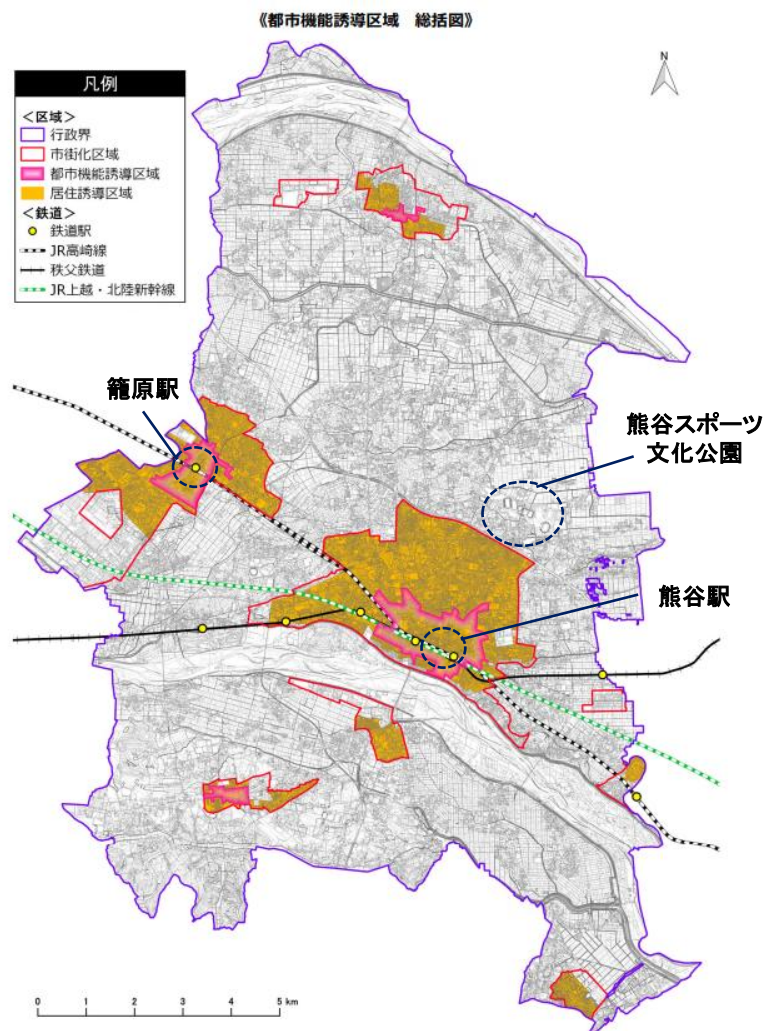 《都市機能誘導区域　総括図》
N
凡例
＜区域＞
行政界
市街化区域
都市機能誘導区域
居住誘導区域
＜鉄道＞
鉄道駅
JR高崎線
秩父鉄道
JR上越・北陸新幹線
籠原駅
熊谷スポーツ
文化公園
熊谷駅
0 1 2 3 4 5 km